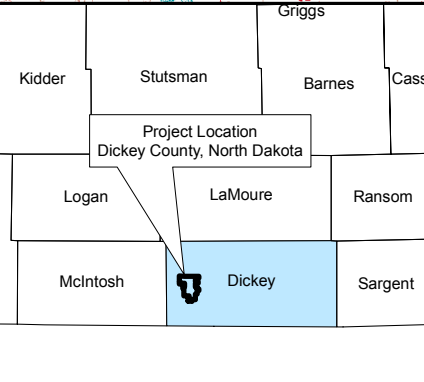 Griggs
Kidder
Stutsman
Barnes
Cass
Project Location
Dickey County, North Dakota
Logan
LaMoure
Ransom
McIntosh
Dickey
Sargent